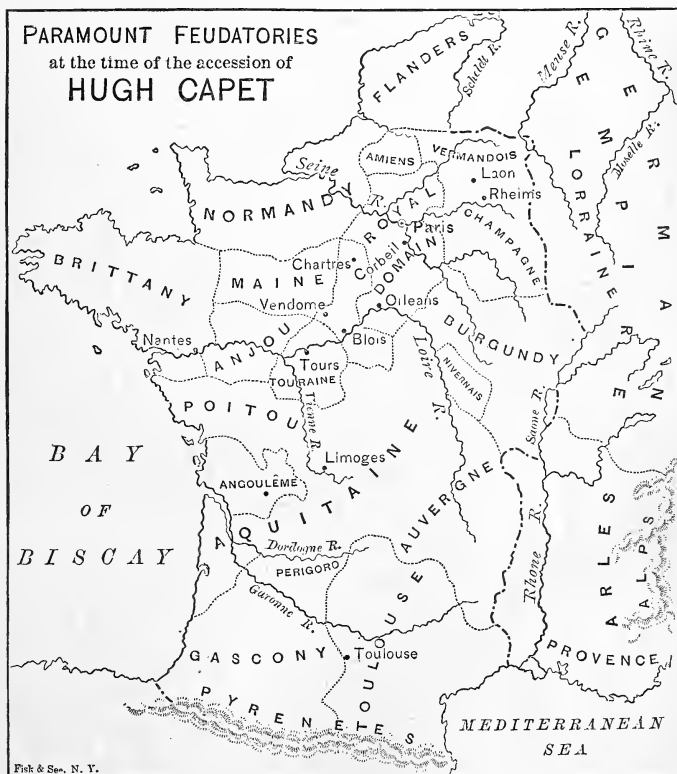 PARAMOUNT FEUDATORIES
at the time of the accession of
HUGH CAPET
FLANDERS
Scheldt R.
Meuse R.
Rhine R.
GERMAN
EMPIRE
Moselle R.
LORRAINE
AMIENS
VERMANDOIS
Laon
Rheims
Seine R.
NORMANDY
ROYAL
DOMAIN
Paris
Corbeil
CHAMPAGNE
BRITTANY
MAINE
Chartres
Vendome
Orleans
Blois
BURGUNDY
Nantes
ANJOU
Tours
TOURAINE
Loire R.
NIVERNAIS
Saone R.
POITOU
Vienne R.
Limoges
ANGOULÊME
AQUITAINE
AUVERGNE
BAY
OF
BISCAY
Dordogne R.
PERIGORO
Garonne R.
Rhone R.
ARLES
ALPS
PROVENCE
GASCONY
Toulouse
TOULOUSE
PYRENEES
MEDITERRANEAN
SEA
Fisk & See, N. Y.